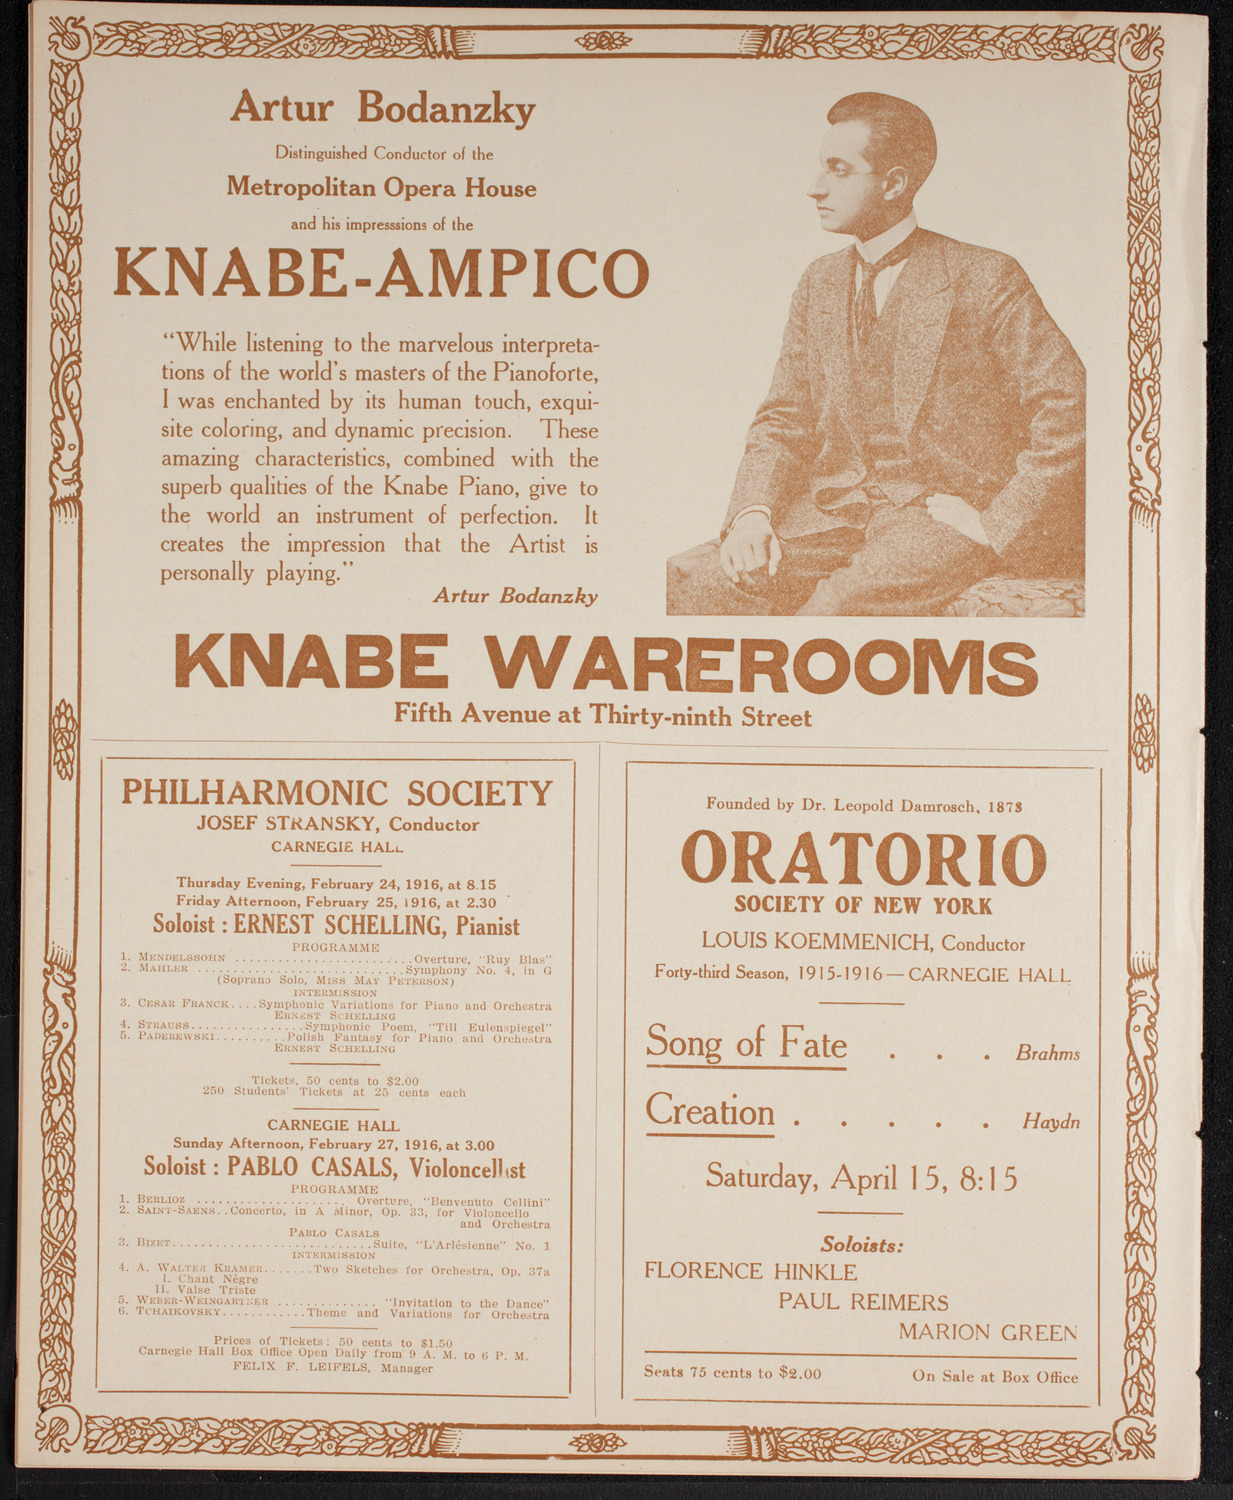 Artur Bodanzky
Distinguished Conductor of the
Metropolitan Opera House
and his impresssions of the
KNABE-AMPICO
“While listening to the marvelous interpreta-
tions of the world’s masters of the Pianoforte,
I was enchanted by its human touch, exqui-
site coloring, and dynamic precision. These
amazing characteristics, combined with the
superb qualities of the Knabe Piano, give to
the world an instrument of perfection. It
creates the impression that the Artist is
personally playing.”
Artur Bodanzky
KNABE WAREROOMS
Fifth Avenue at Thirty-ninth Street
PHILHARMONIC SOCIETY
JOSEF STRANSKY, Conductor
CARNEGIE HALL
Thursday Evening, February 24, 1916, at 8.15
Friday Afternoon, February 25, 1916, at 2.30
Soloist : ERNEST SCHELLING, Pianist
PROGRAMME
1. MENDELSSOHN ........................Overture, “Ruy Blas”
2. MAHLER ............................Symphony No. 4, in G
(Soprano Solo, MISS MAY PETERSON)
INTERMISSION
3. CESAR FRANCK....Symphonic Variations for Piano and Orchestra
ERNEST SCHELLING
4. STRAUSS...............Symphonic Poem, “Till Eulenspiegel”
5. PADEREWSKI..........Polish Fantasy for Piano and Orchestra
ERNEST SCHELLING
Tickets, 50 cents to $2.00
250 Students’ Tickets at 25 cents each
CARNEGIE HALL
Sunday Afternoon, February 27, 1916, at 3.00
Soloist : PABLO CASALS, Violoncellist
PROGRAMME
1. BERLIOZ .................... Overture, “Benvenuto Cellini”
2. SAINT-SAENS..Concerto, in A Minor, Op. 33, for Violoncello
and Orchestra
PABLO CASALS
3. BIZET...........................Suite, “L’Arlésienne” No. 1
INTERMISSION
4. A. WALTER KRAMER.......Two Sketches for Orchestra, Op. 37a
I. Chant Nègre
II. Valse Triste
5. WEBER-WEINGARTNER ............. “Invitation to the Dance”
6. TCHAIKOVSKY............Theme and Variations for Orchestra
Prices of Tickets: 50 cents to $1.50
Carnegie Hall Box Office Open Daily from 9 A. M. to 6 P. M.
FELIX F. LEIFELS, Manager
Founded by Dr. Leopold Damrosch, 1873
ORATORIO
SOCIETY OF NEW YORK
LOUIS KOEMMENICH, Conductor
Forty-third Season, 1915-1916—CARNEGIE HALL
Song of Fate . . . Brahms
Creation . . . . . Haydn
Saturday, April 15, 8:15
Soloists:
FLORENCE HINKLE
PAUL REIMERS
MARION GREEN
Seats 75 cents to $2.00 On Sale at Box Office